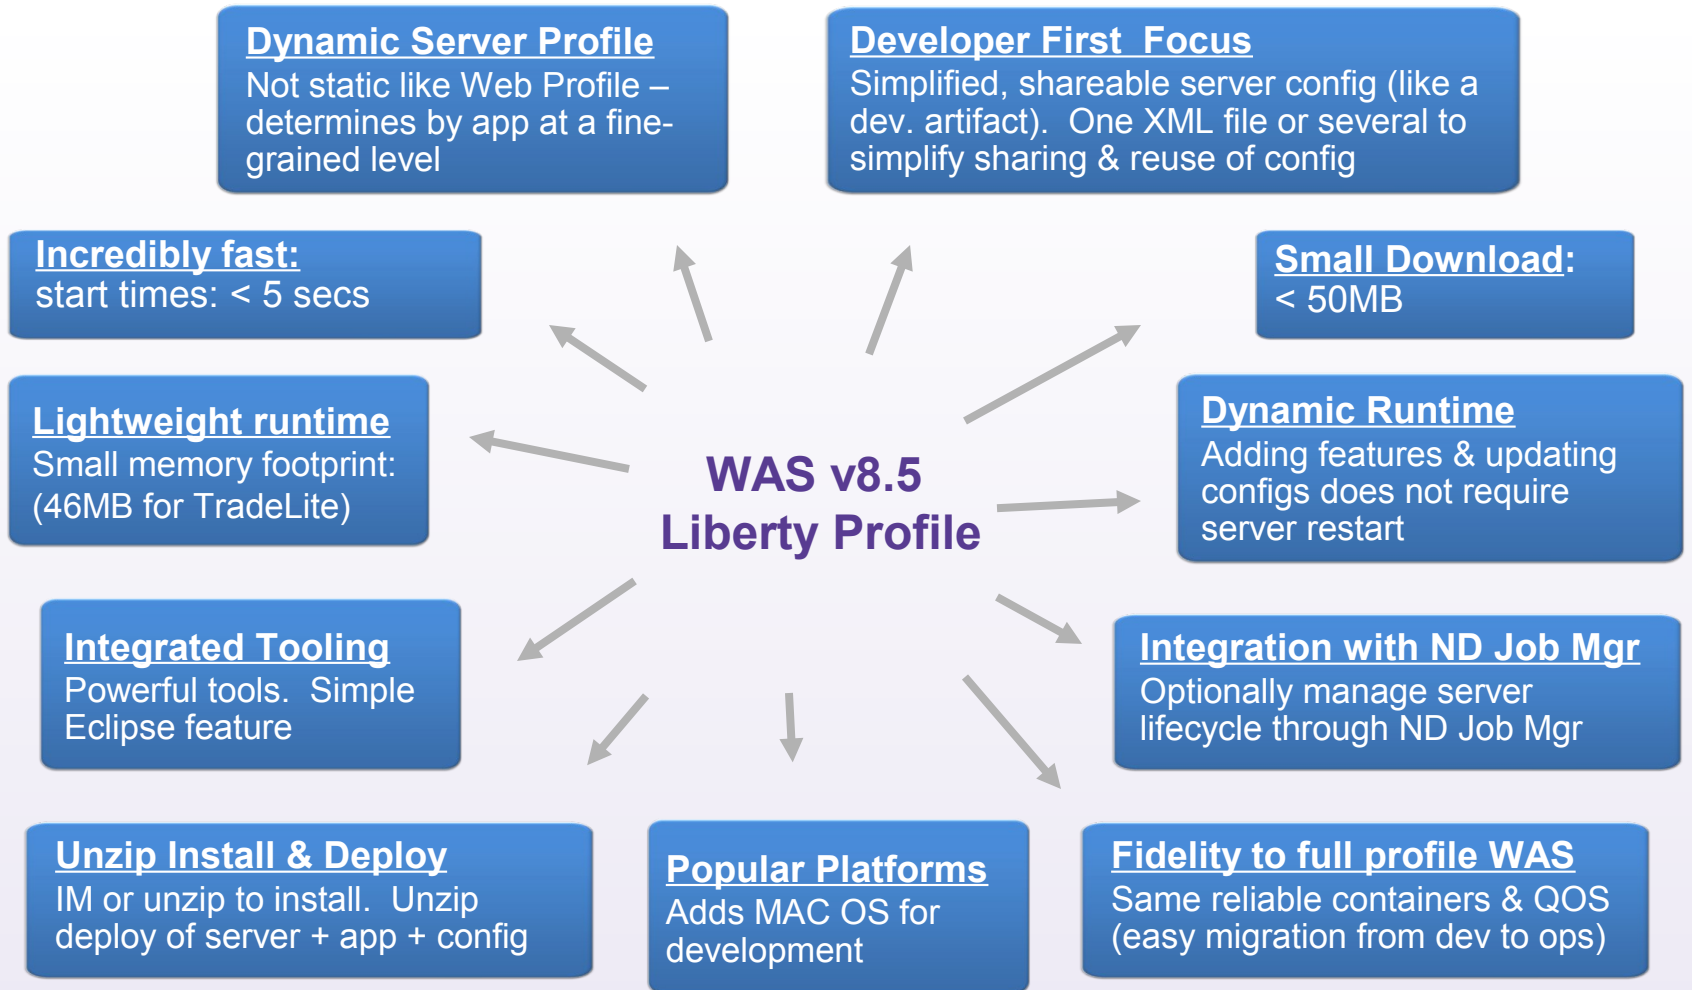 Dynamic Server Profile
Not static like Web Profile –
determines by app at a fine-
grained level
Developer First  Focus
Simplified, shareable server config (like a
dev. artifact).  One XML file or several to
simplify sharing & reuse of config
Incredibly fast:
start times: < 5 secs
Small Download:
< 50MB
Lightweight runtime
Small memory footprint:
(46MB for TradeLite)
WAS v8.5
Liberty Profile
Dynamic Runtime
Adding features & updating
configs does not require
server restart
Integrated Tooling
Powerful tools.  Simple
Eclipse feature
Integration with ND Job Mgr
Optionally manage server
lifecycle through ND Job Mgr
Unzip Install & Deploy
IM or unzip to install.  Unzip
deploy of server + app + config
Popular Platforms
Adds MAC OS for
development
Fidelity to full profile WAS
Same reliable containers & QOS
(easy migration from dev to ops)